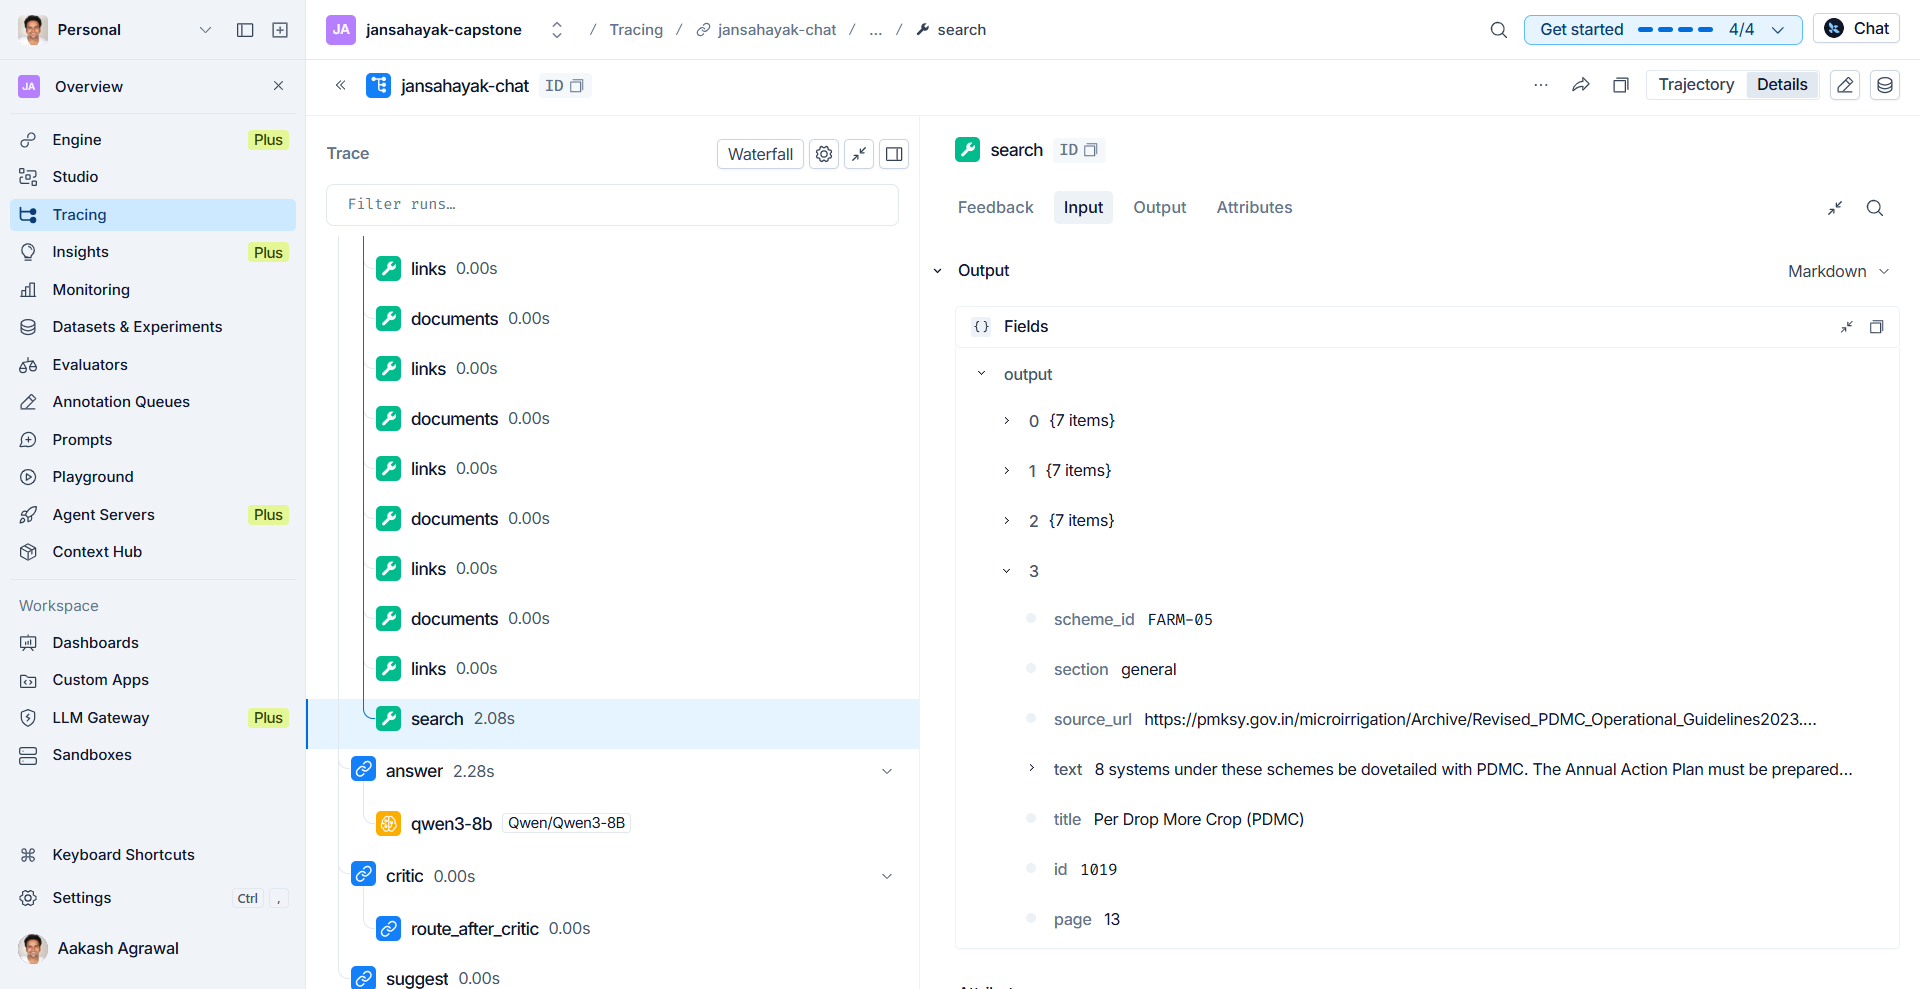 Personal
JA jansahayak-capstone / Tracing / jansahayak-chat / ... / search
Get started 4/4
Chat
JA Overview
jansahayak-chat ID
Trajectory Details
Engine Plus
Studio
Tracing
Insights Plus
Monitoring
Datasets & Experiments
Evaluators
Annotation Queues
Prompts
Playground
Agent Servers Plus
Context Hub
Workspace
Dashboards
Custom Apps
LLM Gateway Plus
Sandboxes
Keyboard Shortcuts
Settings Ctrl ,
Aakash Agrawal
Trace
Waterfall
Filter runs…
links 0.00s
documents 0.00s
links 0.00s
documents 0.00s
links 0.00s
documents 0.00s
links 0.00s
documents 0.00s
links 0.00s
search 2.08s
answer 2.28s
qwen3-8b Qwen/Qwen3-8B
critic 0.00s
route_after_critic 0.00s
suggest 0.00s
search ID
Feedback Input Output Attributes
Output
Markdown
{} Fields
output
0 {7 items}
1 {7 items}
2 {7 items}
3
scheme_id FARM-05
section general
source_url https://pmksy.gov.in/microirrigation/Archive/Revised_PDMC_Operational_Guidelines2023....
text 8 systems under these schemes be dovetailed with PDMC. The Annual Action Plan must be prepared...
title Per Drop More Crop (PDMC)
id 1019
page 13